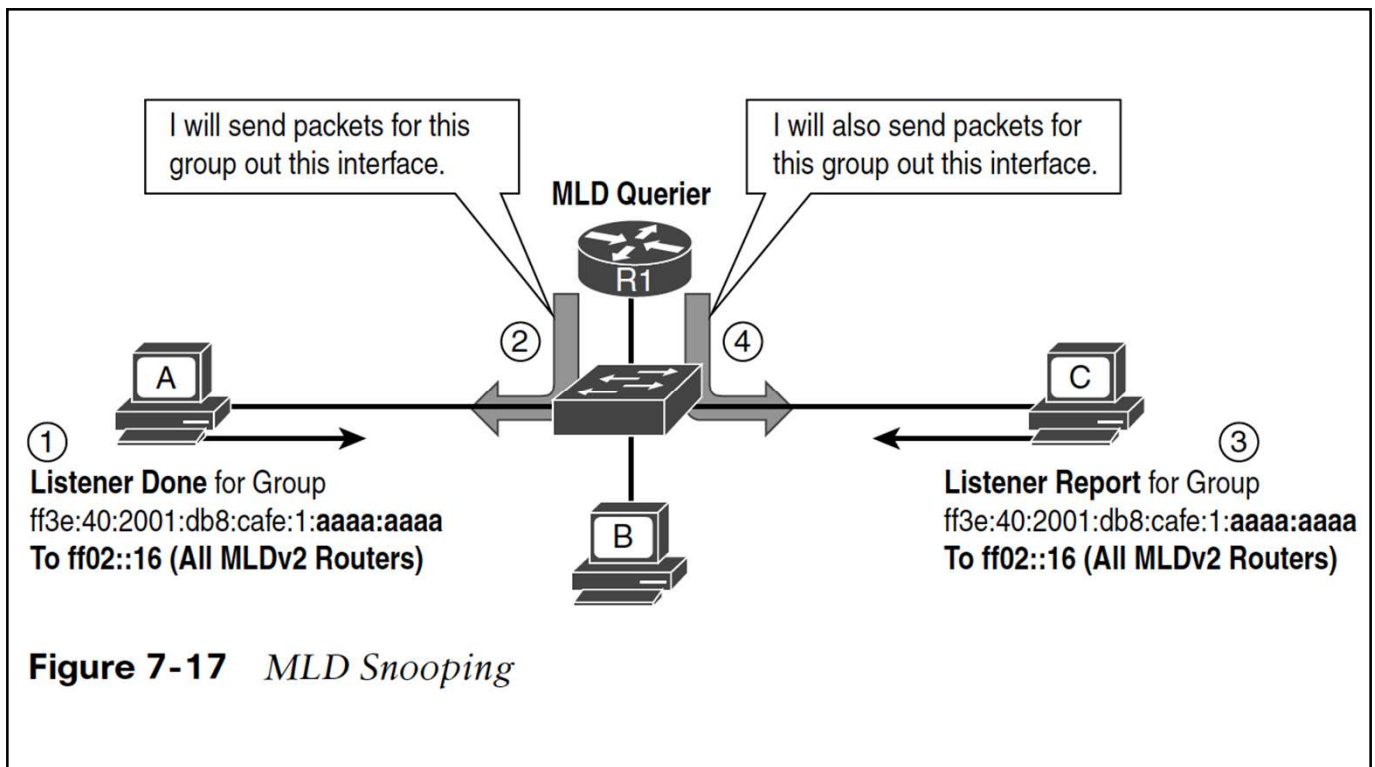 I will send packets for this
group out this interface.
I will also send packets for
this group out this interface.
MLD Querier
R1
2
4
A
C
1
Listener Done for Group
ff3e:40:2001:db8:cafe:1:aaaa:aaaa
To ff02::16 (All MLDv2 Routers)
3
Listener Report for Group
ff3e:40:2001:db8:cafe:1:aaaa:aaaa
To ff02::16 (All MLDv2 Routers)
B
Figure 7-17 MLD Snooping